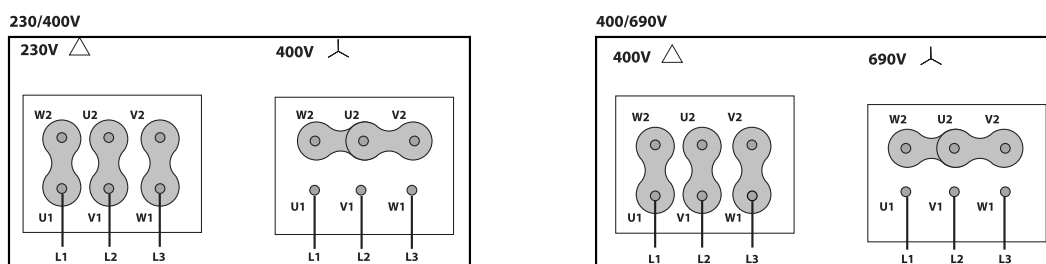 230/400V
230V
400V
W2 U2 V2
W2 U2 V2
U1 V1 W1
U1 V1 W1
L1 L2 L3
L1 L2 L3
400/690V
400V
690V
W2 U2 V2
W2 U2 V2
U1 V1 W1
U1 V1 W1
L1 L2 L3
L1 L2 L3